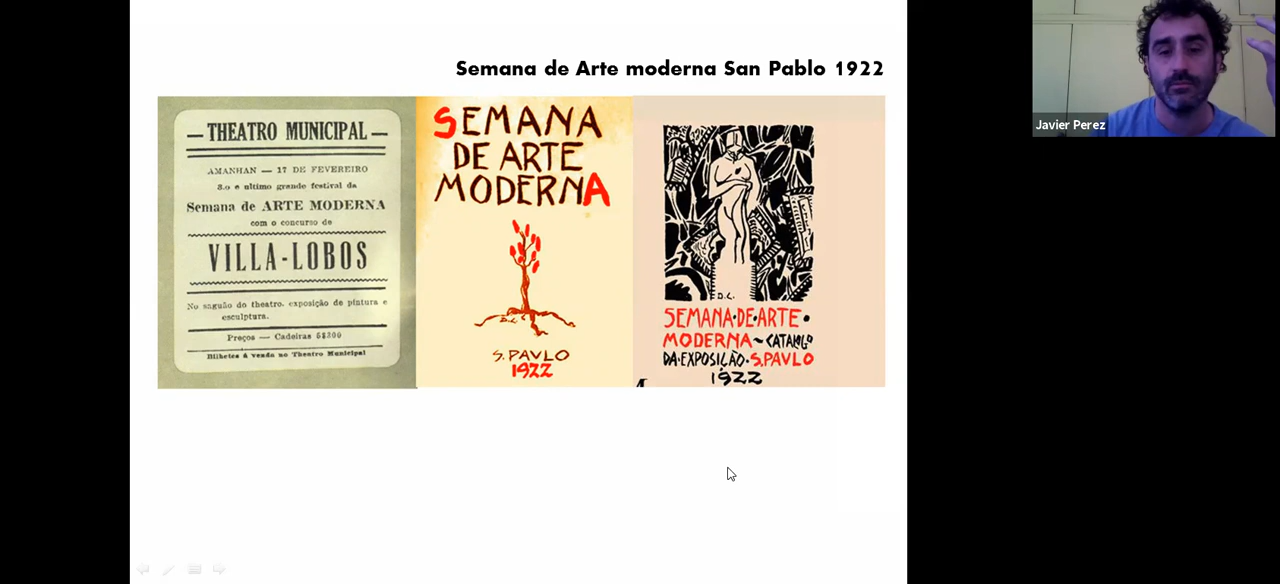 Semana de Arte moderna San Pablo 1922
— THEATRO MUNICIPAL —
AMANHAN — 17 DE FEVEREIRO
3.o e ultimo grande festival da
Semana de ARTE MODERNA
com o concurso de
VILLA-LOBOS
No saguão do theatro, exposição de pintura e
esculptura.
Preços — Cadeiras
Bilhetes á venda no Theatro Municipal
SEMANA
DE ARTE
MODERNA
D.C.
S. PAVLO
1922
D.C.
SEMANA·DE·ARTE·
MODERNA~CATALOGO
DA·EXPOSIÇÃO·S.PAVLO
1922
Javier Perez